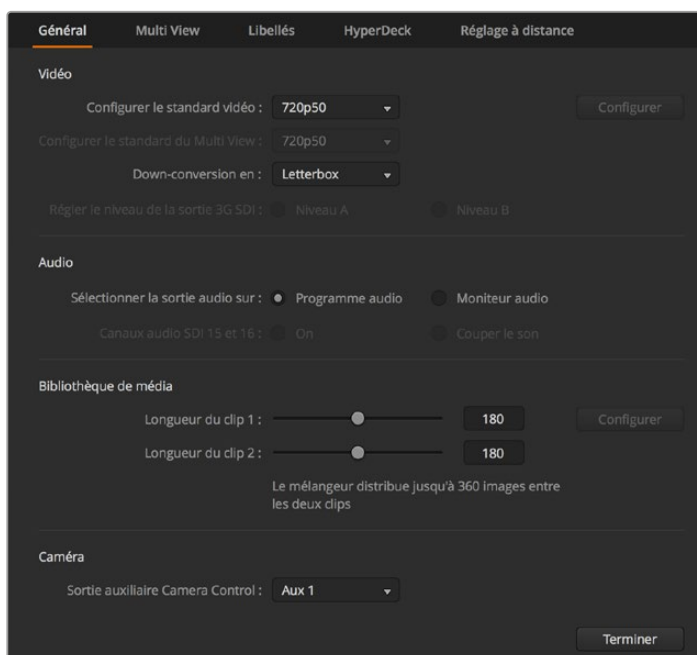 Général Multi View Libellés HyperDeck Réglage à distance
Vidéo
Configurer le standard vidéo : 720p50 Configurer
Configurer le standard du Multi View : 720p50
Down-conversion en : Letterbox
Régler le niveau de la sortie 3G SDI : Niveau A Niveau B
Audio
Sélectionner la sortie audio sur : Programme audio Moniteur audio
Canaux audio SDI 15 et 16 : On Couper le son
Bibliothèque de média
Longueur du clip 1 : 180 Configurer
Longueur du clip 2 : 180
Le mélangeur distribue jusqu'à 360 images entre
les deux clips
Caméra
Sortie auxiliaire Camera Control : Aux 1
Terminer